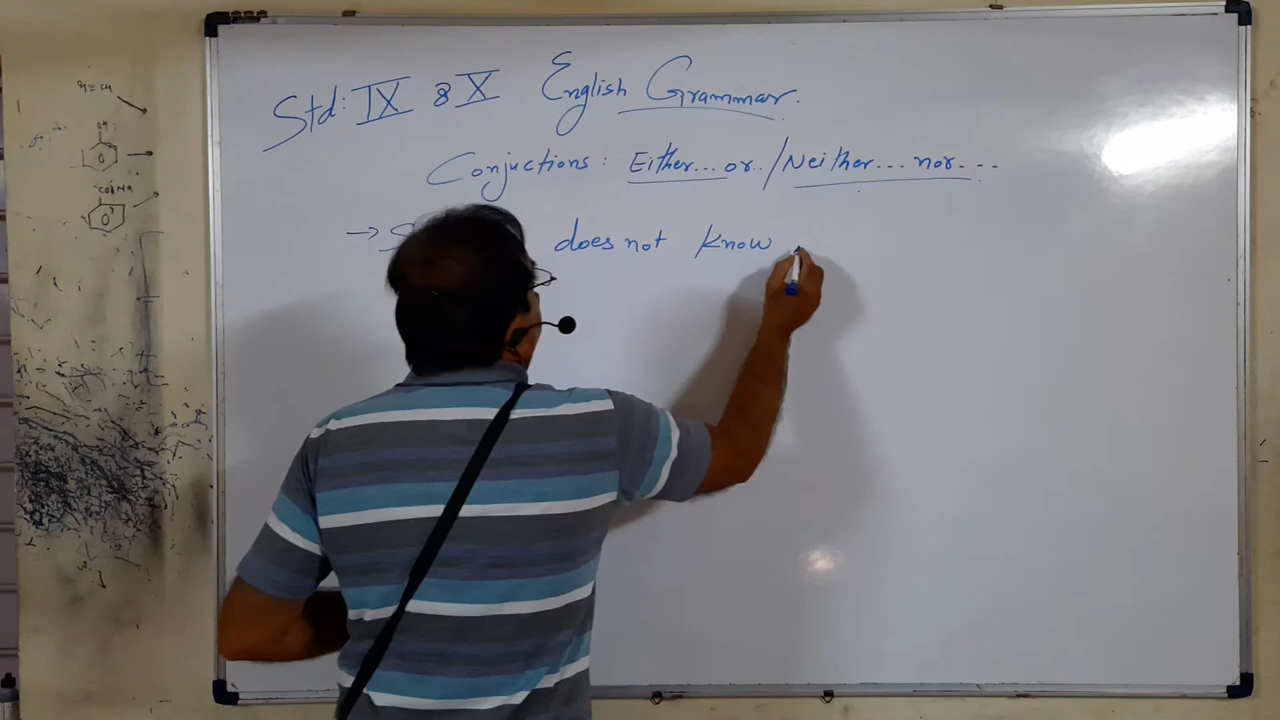 Std: IX & X English Grammar.
Conjuctions: Either...or../Neither...nor...
→ does not know